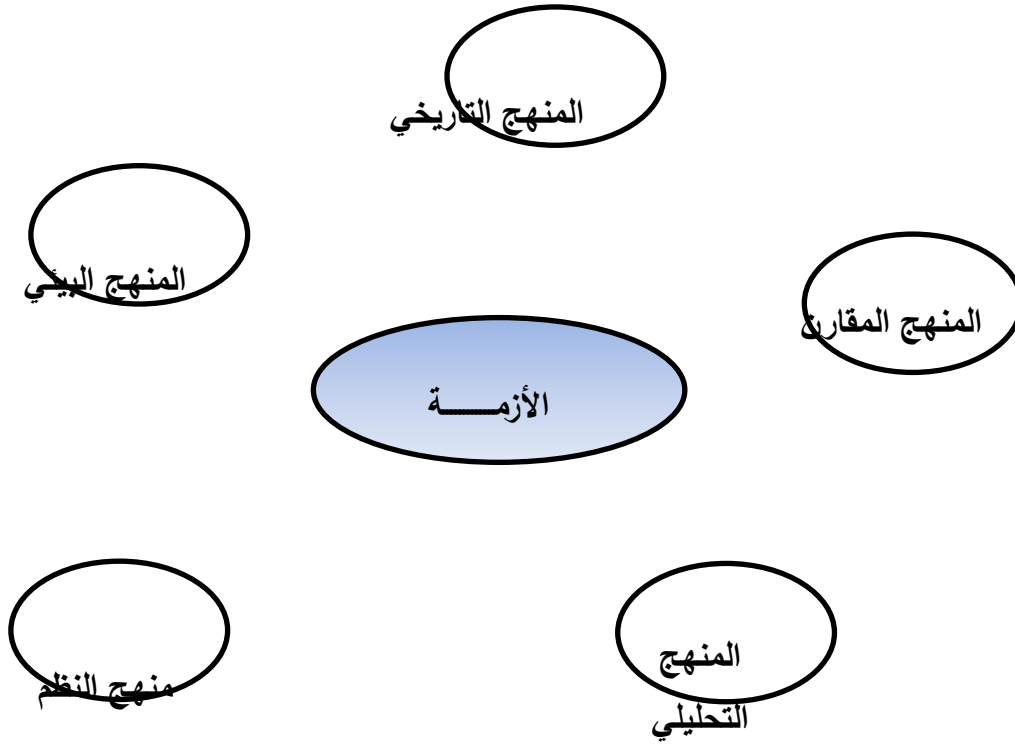 المنهج التاريخي
المنهج البيئي
المنهج المقارن
الأزمـــــة
المنهج
التحليلي
منهج النظم